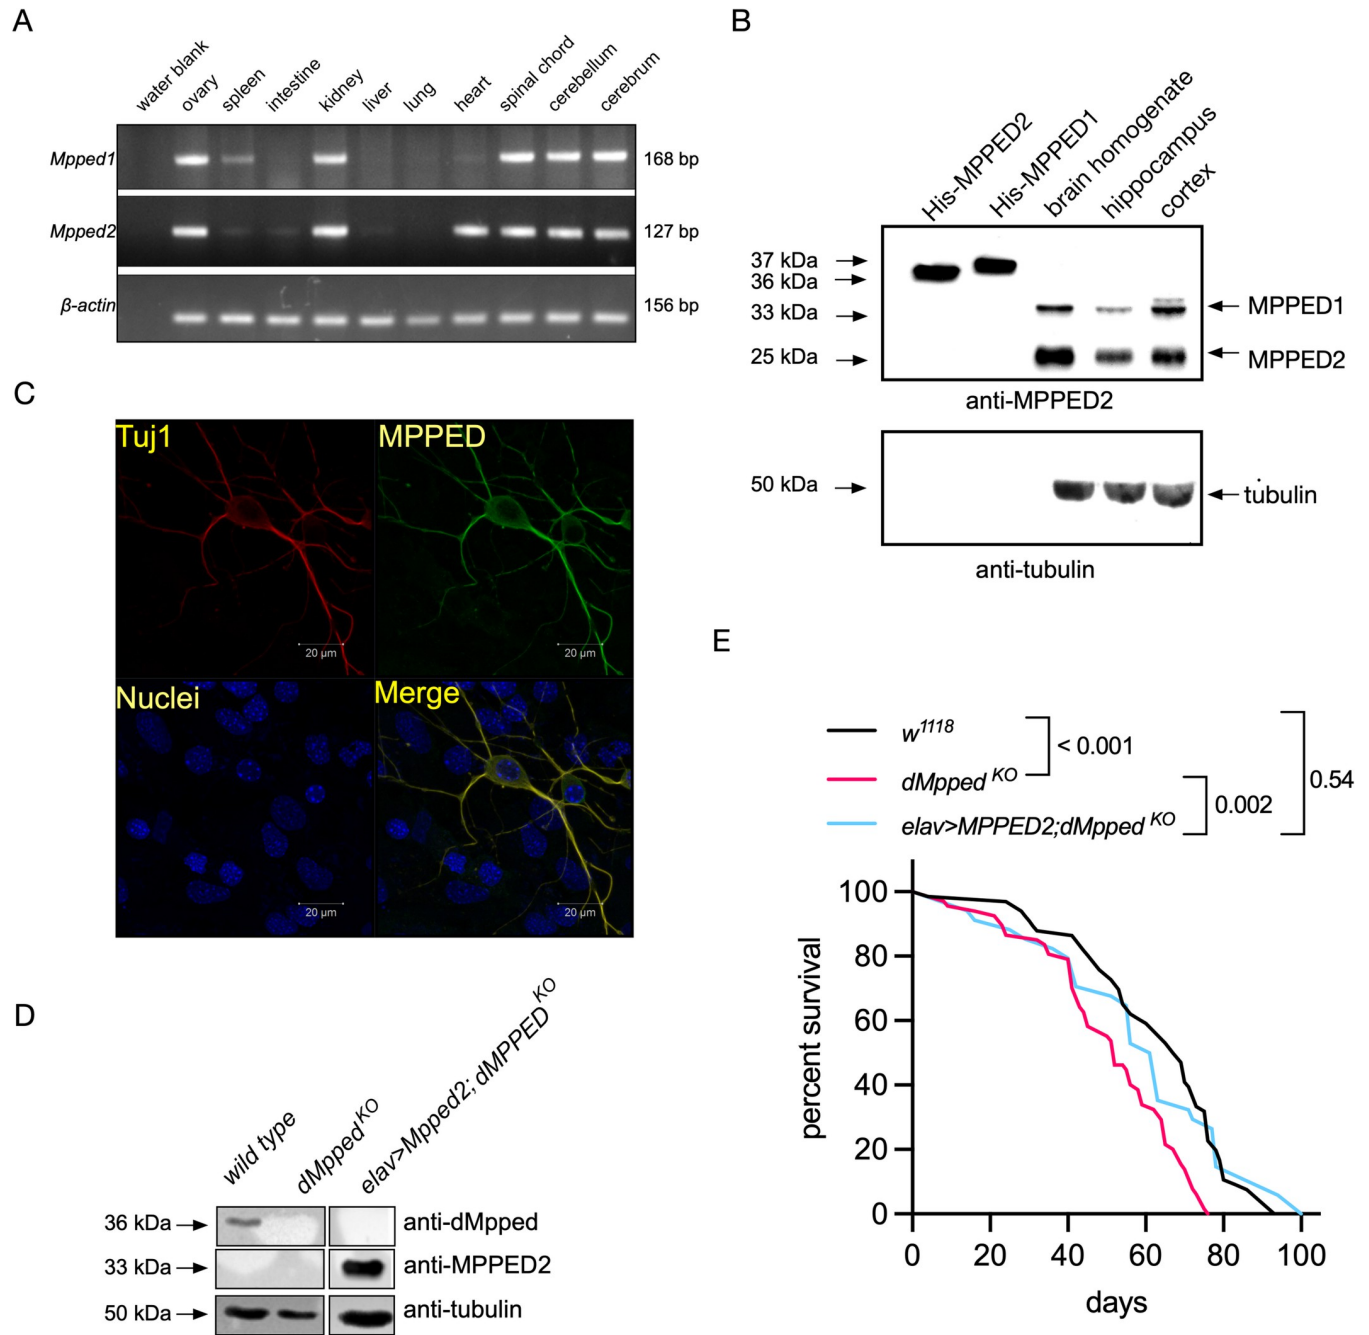 A
water blank
ovary
spleen
intestine
kidney
liver
lung
heart
spinal chord
cerebellum
cerebrum
Mpped1
168 bp
Mpped2
127 bp
β-actin
156 bp
B
His-MPPED2
His-MPPED1
brain homogenate
hippocampus
cortex
37 kDa
36 kDa
33 kDa
25 kDa
MPPED1
MPPED2
anti-MPPED2
50 kDa
tubulin
anti-tubulin
C
Tuj1
MPPED
20 µm
20 µm
Nuclei
Merge
20 µm
20 µm
D
wild type
dMpped^KO
elav>Mpped2; dMPPED^KO
36 kDa
anti-dMpped
33 kDa
anti-MPPED2
50 kDa
anti-tubulin
E
w^1118
< 0.001
dMpped^KO
0.002
0.54
elav>MPPED2;dMpped^KO
percent survival
100
80
60
40
20
0
0 20 40 60 80 100
days